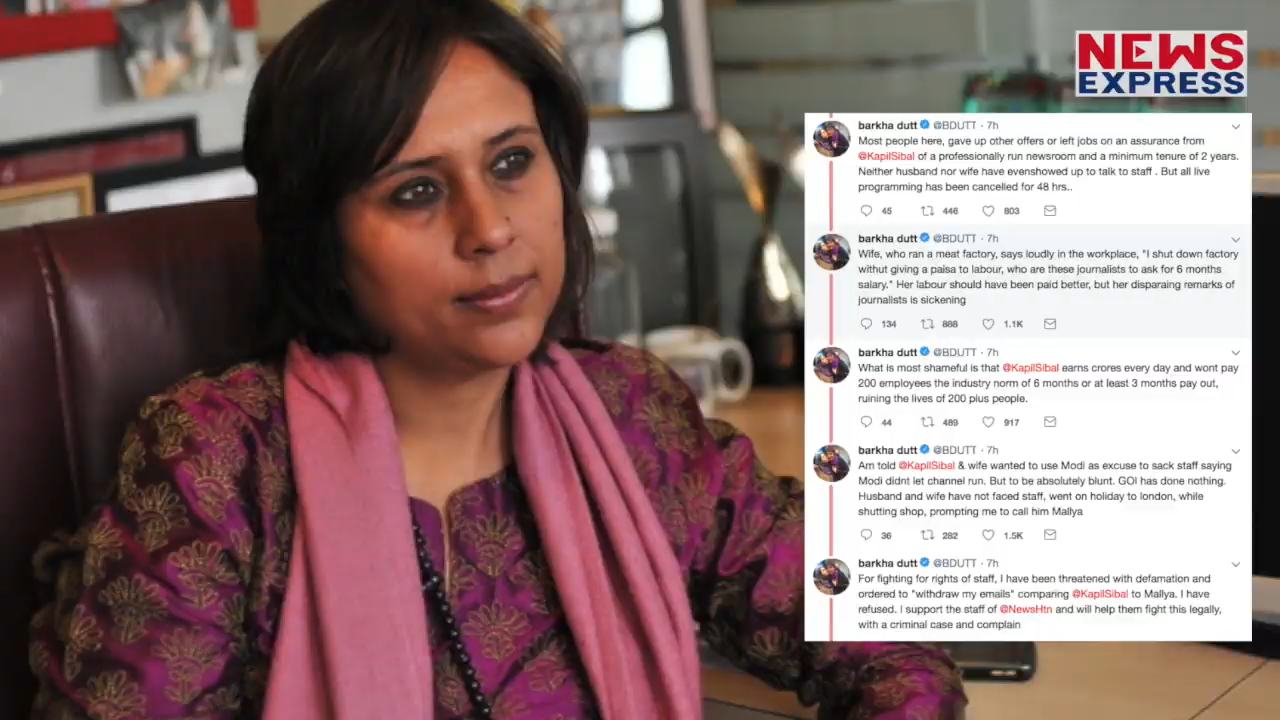 NEWS
EXPRESS
barkha dutt @BDUTT · 7h
Most people here, gave up other offers or left jobs on an assurance from
@KapilSibal of a professionally run newsroom and a minimum tenure of 2 years.
Neither husband nor wife have evenshowed up to talk to staff . But all live
programming has been cancelled for 48 hrs..
45 446 803
barkha dutt @BDUTT · 7h
Wife, who ran a meat factory, says loudly in the workplace, "I shut down factory
withut giving a paisa to labour, who are these journalists to ask for 6 months
salary." Her labour should have been paid better, but her disparaing remarks of
journalists is sickening
134 888 1.1K
barkha dutt @BDUTT · 7h
What is most shameful is that @KapilSibal earns crores every day and wont pay
200 employees the industry norm of 6 months or at least 3 months pay out,
ruining the lives of 200 plus people.
44 489 917
barkha dutt @BDUTT · 7h
Am told @KapilSibal & wife wanted to use Modi as excuse to sack staff saying
Modi didnt let channel run. But to be absolutely blunt. GOI has done nothing.
Husband and wife have not faced staff, went on holiday to london, while
shutting shop, prompting me to call him Mallya
36 282 1.5K
barkha dutt @BDUTT · 7h
For fighting for rights of staff, I have been threatened with defamation and
ordered to "withdraw my emails" comparing @KapilSibal to Mallya. I have
refused. I support the staff of @NewsHtn and will help them fight this legally,
with a criminal case and complain